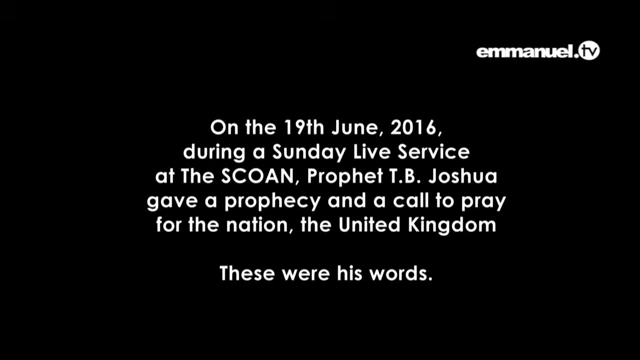 emmanuel.tv
On the 19th June, 2016,
during a Sunday Live Service
at The SCOAN, Prophet T.B. Joshua
gave a prophecy and a call to pray
for the nation, the United Kingdom
These were his words.